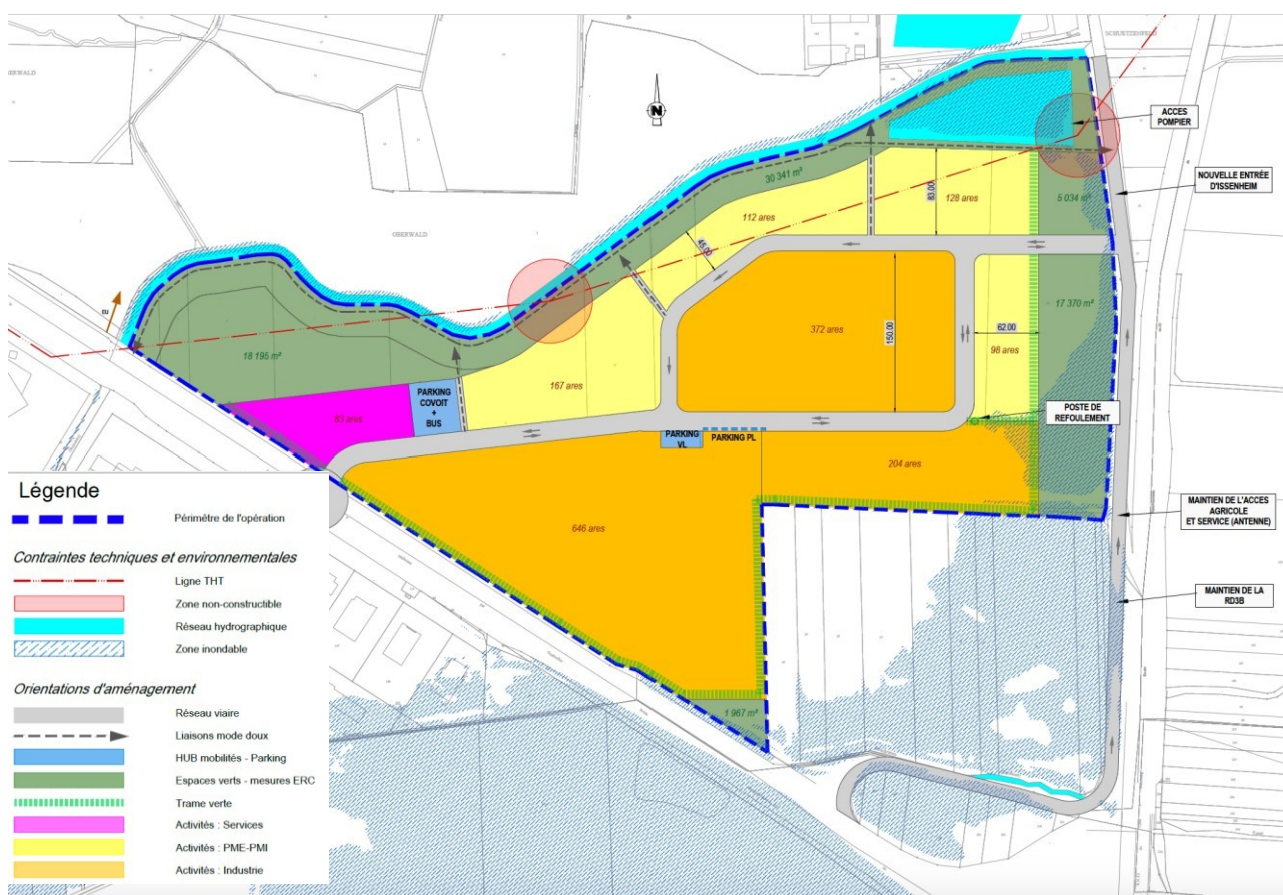 SCHUETZENFELD
OBERWALD
N
ACCES
POMPIER
NOUVELLE ENTRÉE
D'ISSENHEIM
30 341 m²
83.00
128 ares
5 034 m²
112 ares
OBERWALD
45.00
EU
17 370 m²
372 ares
150.00
62.00
18 195 m²
98 ares
167 ares
PARKING
COVOIT
+
BUS
83 ares
POSTE DE
REFOULEMENT
PARKING
VL
PARKING PL
204 ares
646 ares
MAINTIEN DE L'ACCES
AGRICOLE
ET SERVICE (ANTENNE)
MAINTIEN DE LA
RD3B
1 967 m²
Légende
Périmètre de l'opération
Contraintes techniques et environnementales
Ligne THT
Zone non-constructible
Réseau hydrographique
Zone inondable
Orientations d'aménagement
Réseau viaire
Liaisons mode doux
HUB mobilités - Parking
Espaces verts - mesures ERC
Trame verte
Activités : Services
Activités : PME-PMI
Activités : Industrie